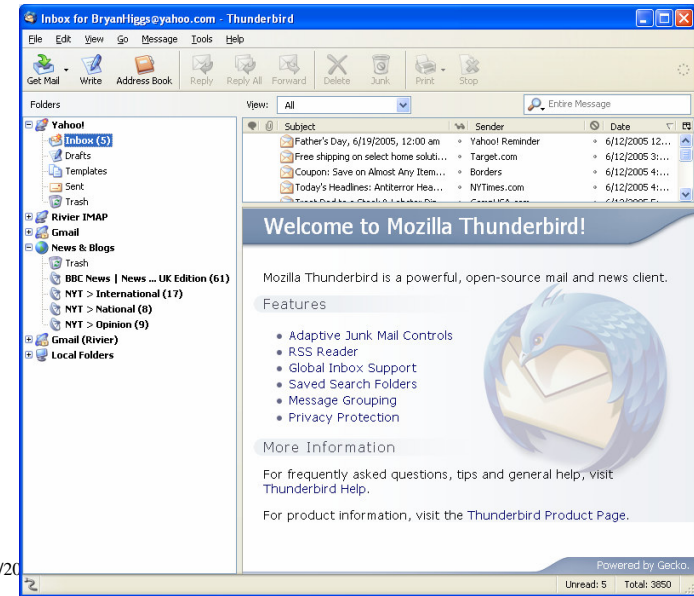 Inbox for BryanHiggs@yahoo.com - Thunderbird
File Edit View Go Message Tools Help
Get Mail Write Address Book Reply Reply All Forward Delete Junk Print Stop
Folders
View: All
Entire Message
Yahoo!
Inbox (5)
Drafts
Templates
Sent
Trash
Rivier IMAP
Gmail
News & Blogs
Trash
BBC News | News ... UK Edition (61)
NYT > International (17)
NYT > National (8)
NYT > Opinion (9)
Gmail (Rivier)
Local Folders
Subject Sender Date
Father's Day, 6/19/2005, 12:00 am Yahoo! Reminder 6/12/2005 12...
Free shipping on select home soluti... Target.com 6/12/2005 3:...
Coupon: Save on Almost Any Item... Borders 6/12/2005 4:...
Today's Headlines: Antiterror Hea... NYTimes.com 6/12/2005 4:...
Welcome to Mozilla Thunderbird!
Mozilla Thunderbird is a powerful, open-source mail and news client.
Features
Adaptive Junk Mail Controls
RSS Reader
Global Inbox Support
Saved Search Folders
Message Grouping
Privacy Protection
More Information
For frequently asked questions, tips and general help, visit
Thunderbird Help.
For product information, visit the Thunderbird Product Page.
Powered by Gecko.
/20
Unread: 5 Total: 3850